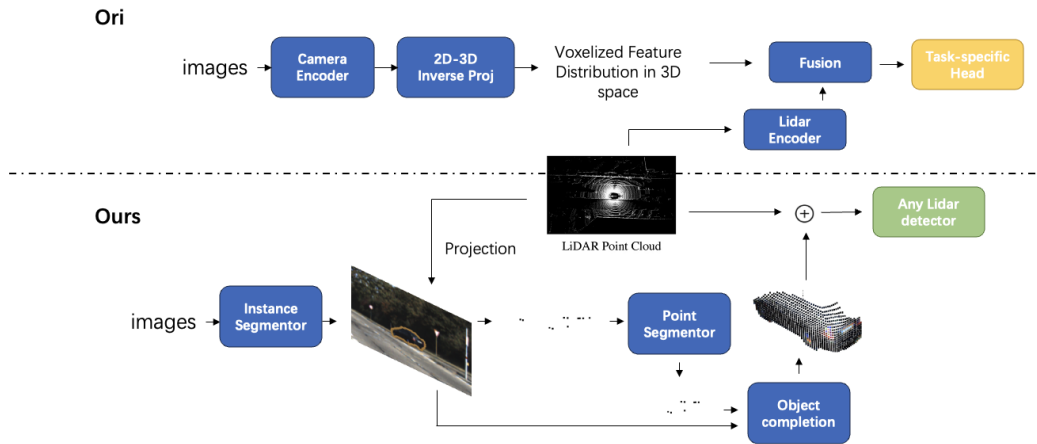 Ori
images
Camera
Encoder
2D-3D
Inverse Proj
Voxelized Feature
Distribution in 3D
space
Fusion
Task-specific
Head
Lidar
Encoder
Ours
LiDAR Point Cloud
Any Lidar
detector
Projection
images
Instance
Segmentor
Point
Segmentor
Object
completion